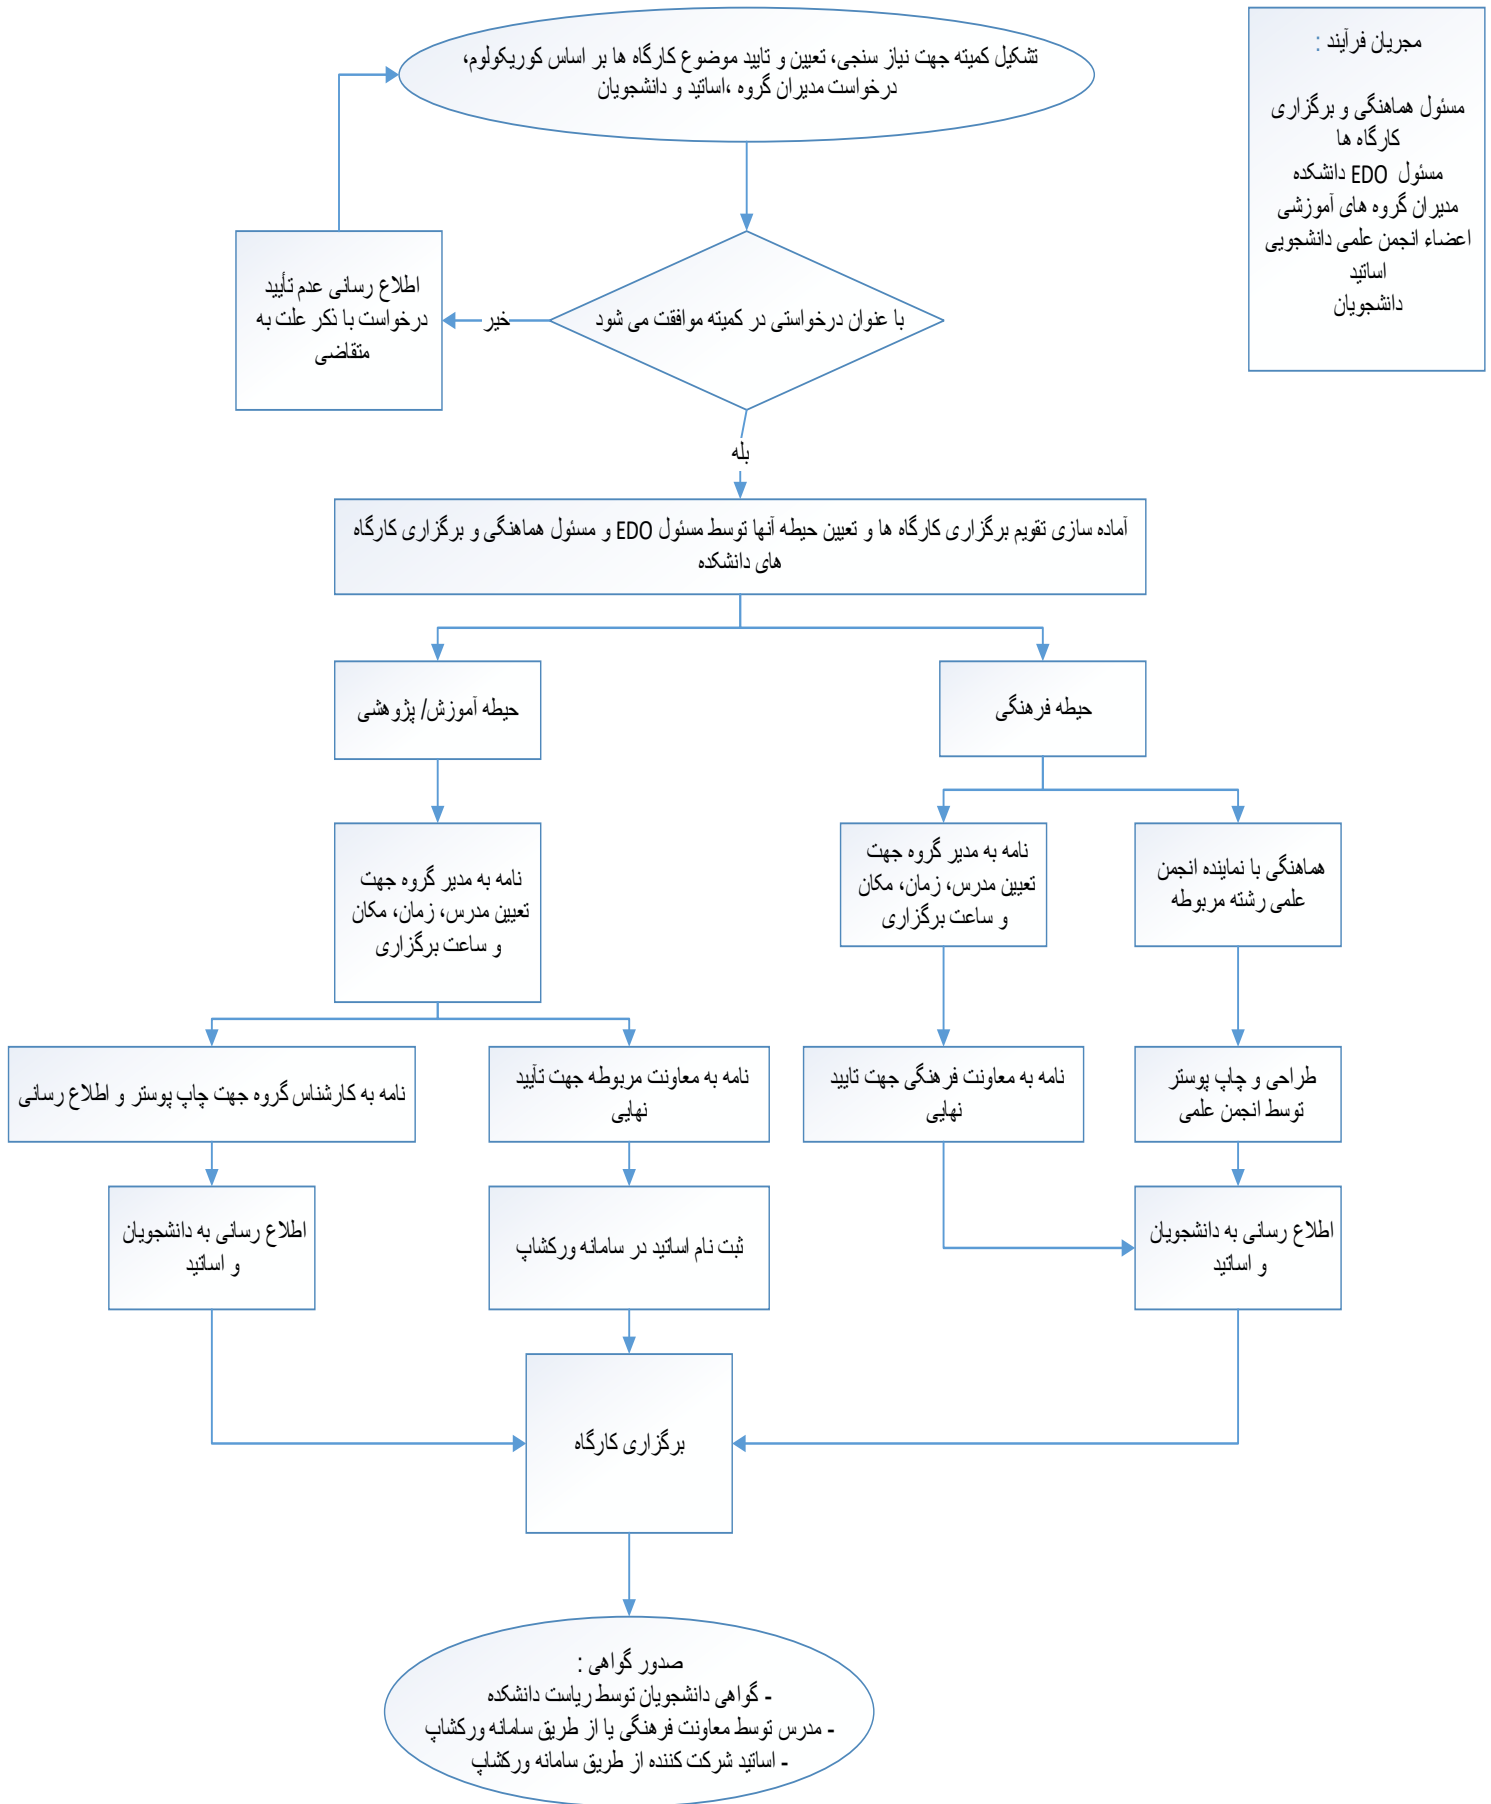 تشکیل کمیته جهت نیاز سنجی، تعیین و تایید موضوع کارگاه ها بر اساس کوریکولوم،
درخواست مدیران گروه ،اساتید و دانشجویان
مجریان فرآیند :
مسئول هماهنگی و برگزاری
کارگاه ها
مسئول EDO دانشکده
مدیران گروه های آموزشی
اعضاء انجمن علمی دانشجویی
اساتید
دانشجویان
با عنوان درخواستی در کمیته موافقت می شود
خیر
اطلاع رسانی عدم تأیید
درخواست با ذکر علت به
متقاضی
بله
آماده سازی تقویم برگزاری کارگاه ها و تعیین حیطه آنها توسط مسئول EDO و مسئول هماهنگی و برگزاری کارگاه
های دانشکده
حیطه فرهنگی
حیطه آموزش/ پژوهشی
هماهنگی با نماینده انجمن
علمی رشته مربوطه
نامه به مدیر گروه جهت
تعیین مدرس، زمان، مکان
و ساعت برگزاری
نامه به مدیر گروه جهت
تعیین مدرس، زمان، مکان
و ساعت برگزاری
طراحی و چاپ پوستر
توسط انجمن علمی
نامه به معاونت فرهنگی جهت تایید
نهایی
نامه به معاونت مربوطه جهت تأیید
نهایی
نامه به کارشناس گروه جهت چاپ پوستر و اطلاع رسانی
اطلاع رسانی به دانشجویان
و اساتید
ثبت نام اساتید در سامانه ورکشاپ
اطلاع رسانی به دانشجویان
و اساتید
برگزاری کارگاه
صدور گواهی :
- گواهی دانشجویان توسط ریاست دانشکده
- مدرس توسط معاونت فرهنگی یا از طریق سامانه ورکشاپ
- اساتید شرکت کننده از طریق سامانه ورکشاپ